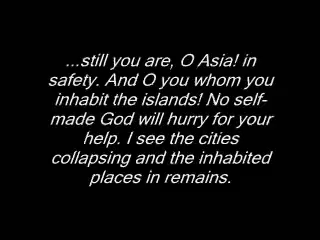 ...still you are, O Asia! in
safety. And O you whom you
inhabit the islands! No self-
made God will hurry for your
help. I see the cities
collapsing and the inhabited
places in remains.